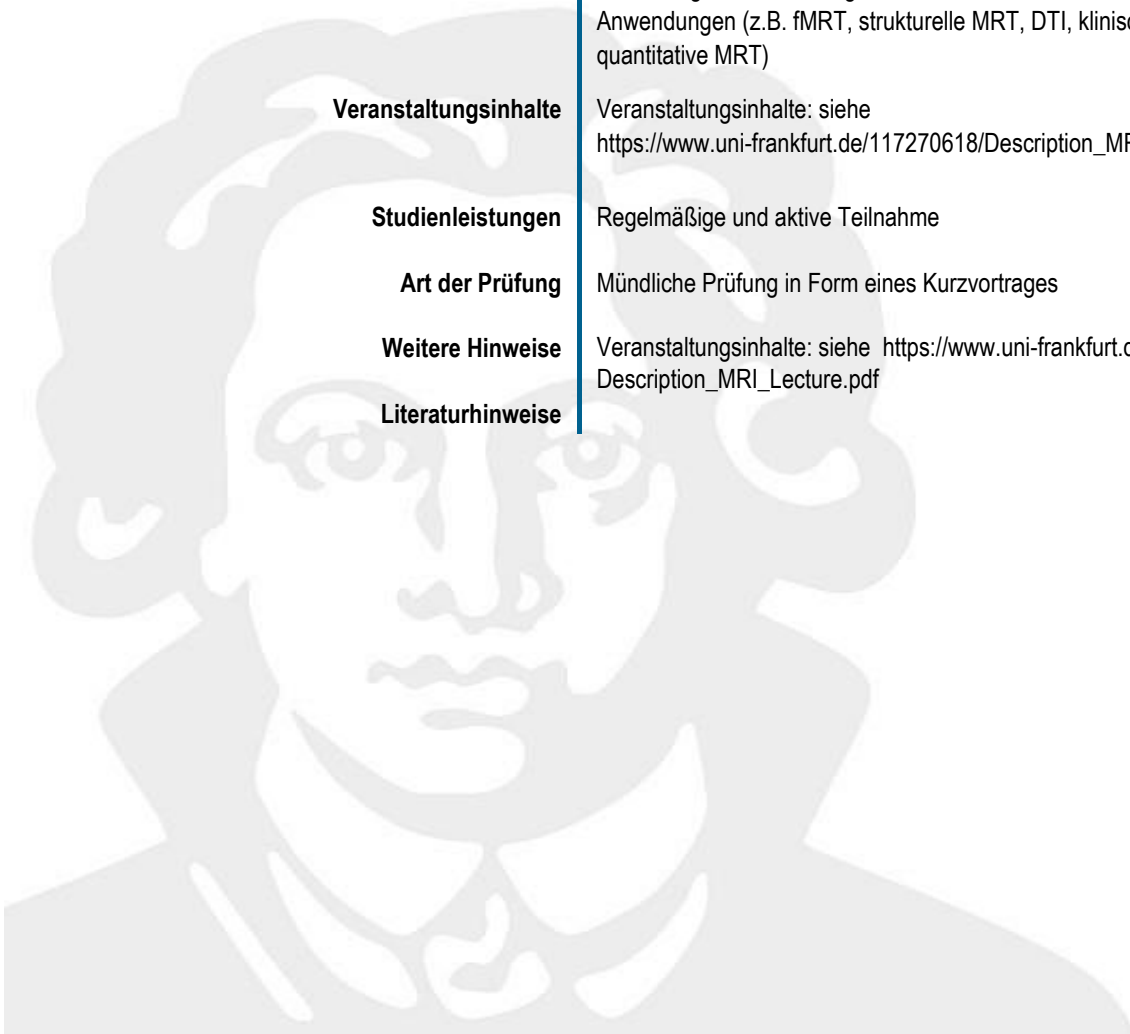 Anwendungen (z.B. fMRT, strukturelle MRT, DTI,
quantitative MRT)
Veranstaltungsinhalte Veranstaltungsinhalte: siehe
https://www.uni-frankfurt.de/117270618/Description_
Studienleistungen Regelmäßige und aktive Teilnahme
Art der Prüfung Mündliche Prüfung in Form eines Kurzvortrages
Weitere Hinweise Veranstaltungsinhalte: siehe https://www.uni-frankfurt.
Description_MRI_Lecture.pdf
Literaturhinweise